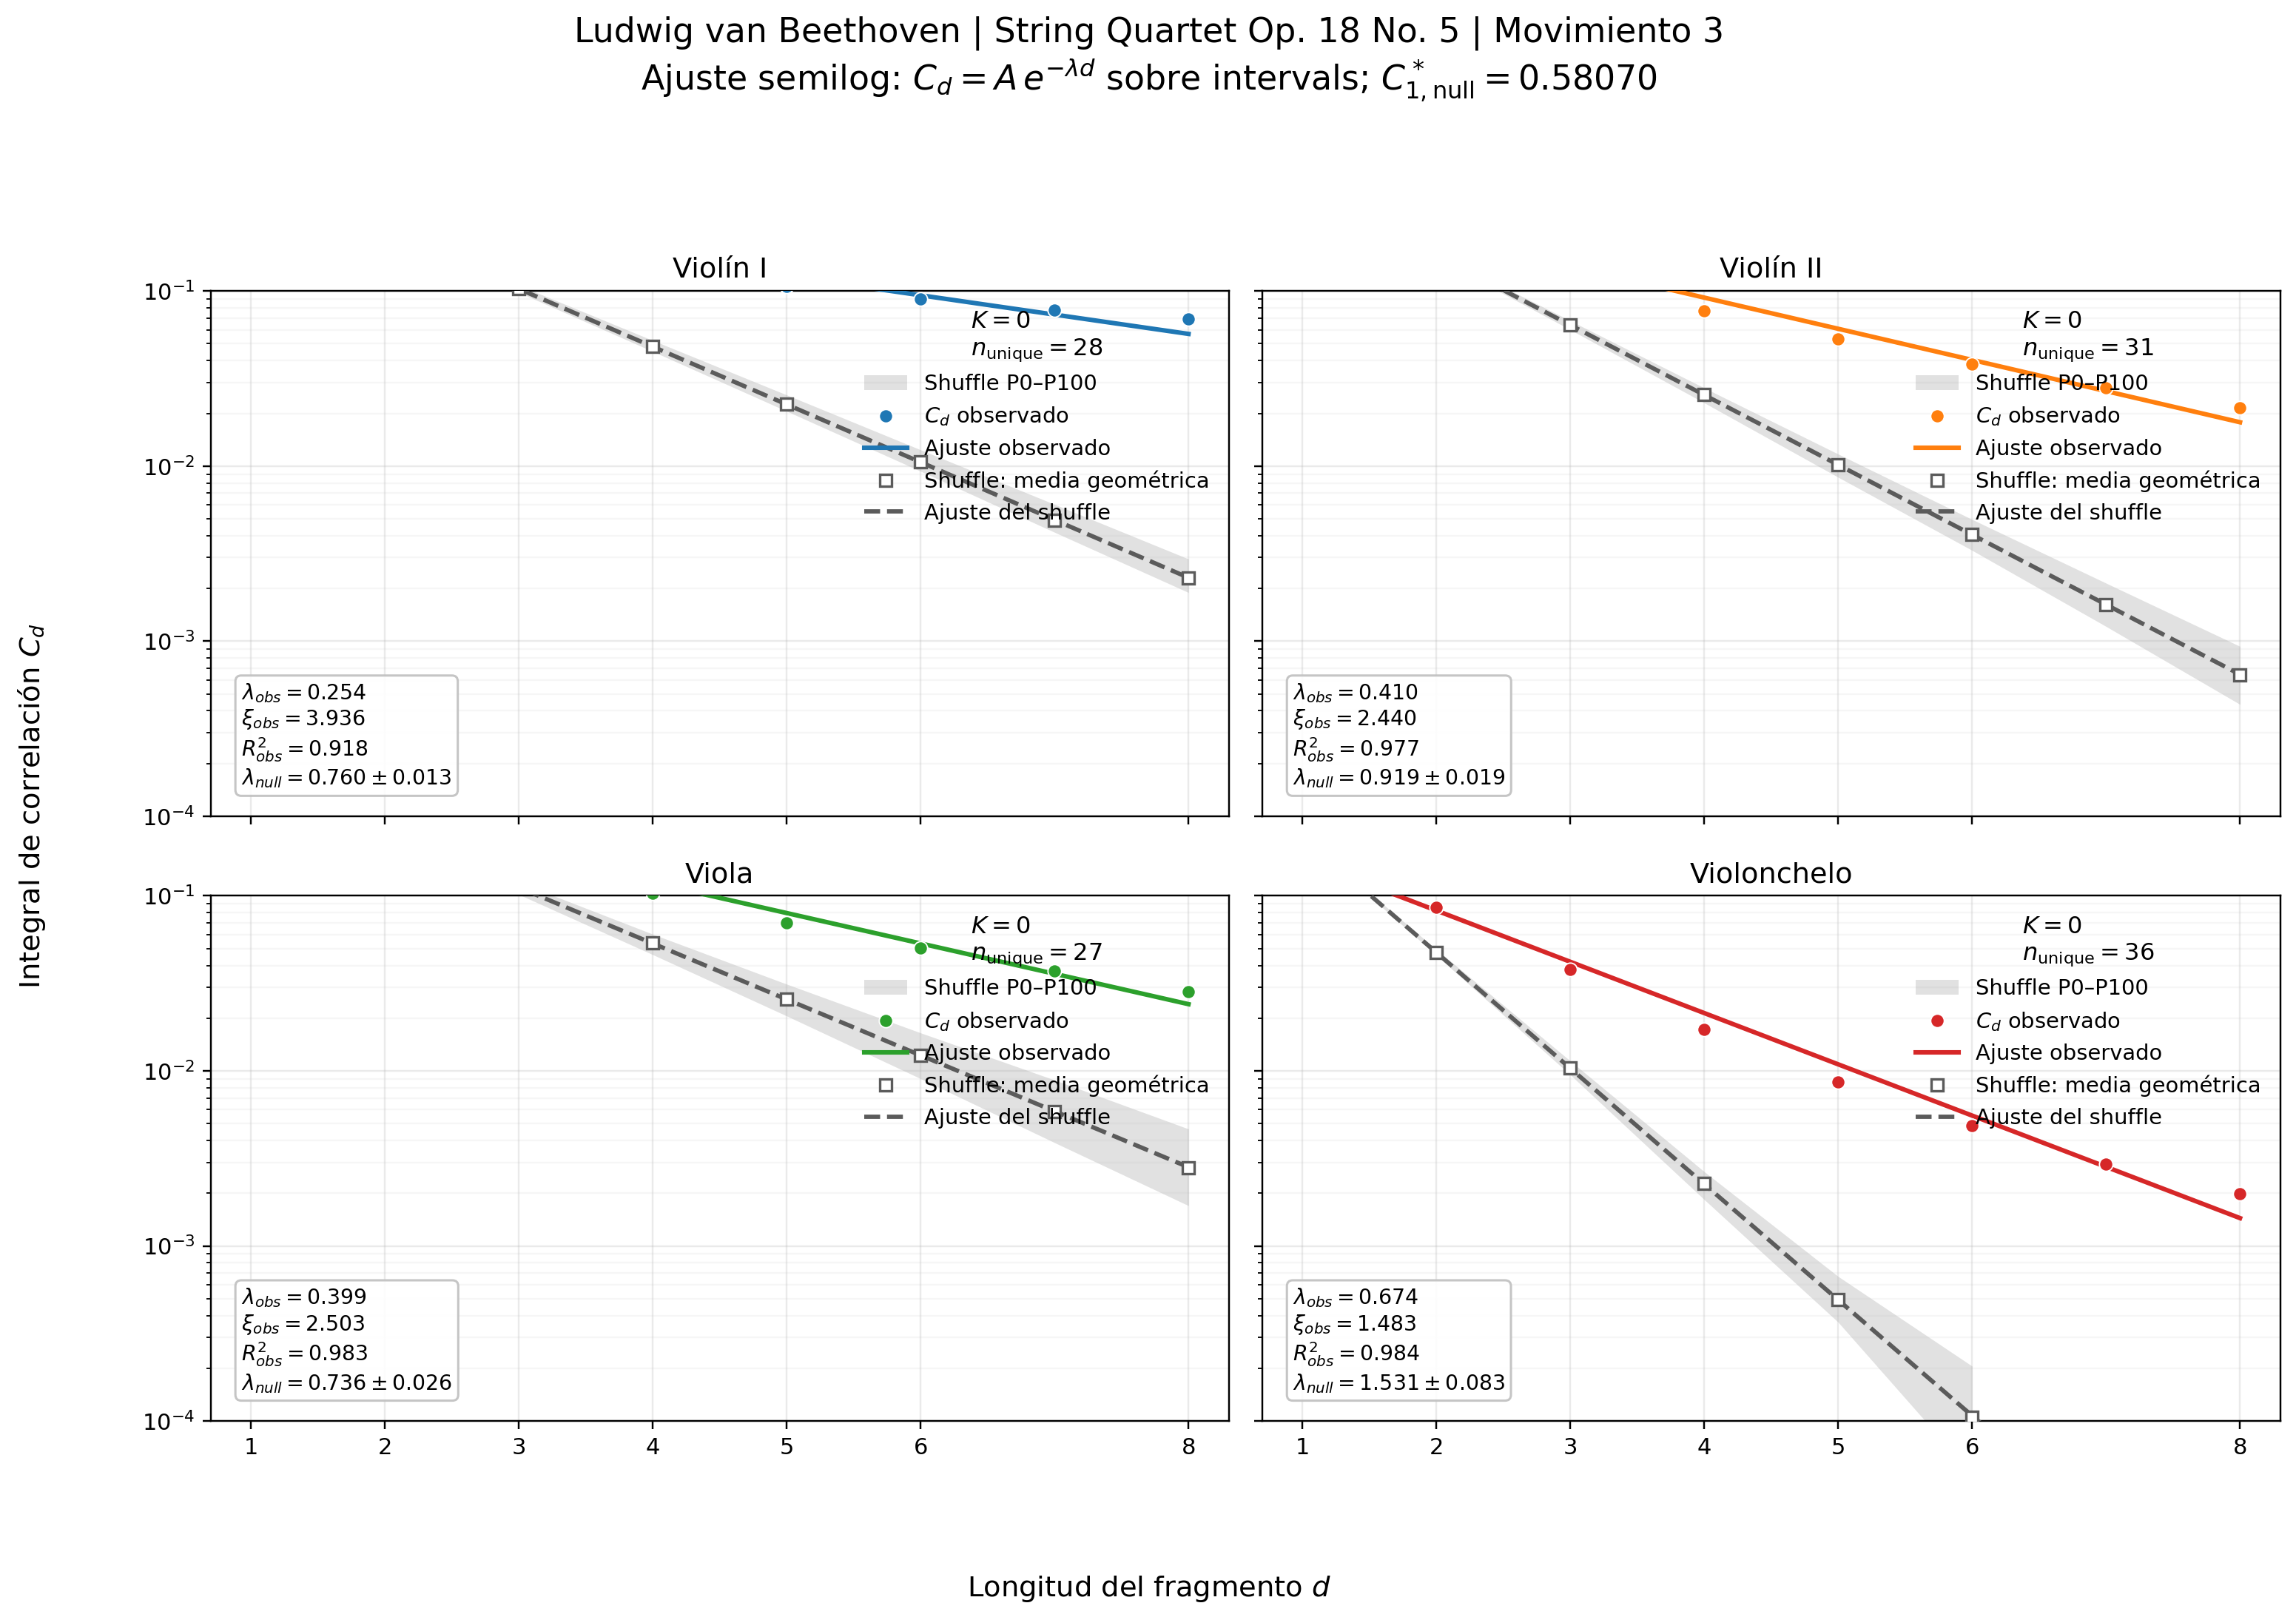 Ludwig van Beethoven | String Quartet Op. 18 No. 5 | Movimiento 3
Ajuste semilog: $C_d = A\,e^{-\lambda d}$ sobre intervals; $C^*_{1,\mathrm{null}} = 0.58070$
Integral de correlación $C_d$
Violín I
10⁻¹
10⁻²
10⁻³
10⁻⁴
K = 0
n_unique = 28
Shuffle P0–P100
C_d observado
Ajuste observado
Shuffle: media geométrica
Ajuste del shuffle
λ_obs = 0.254
ξ_obs = 3.936
R²_obs = 0.918
λ_null = 0.760 ± 0.013
Violín II
K = 0
n_unique = 31
Shuffle P0–P100
C_d observado
Ajuste observado
Shuffle: media geométrica
Ajuste del shuffle
λ_obs = 0.410
ξ_obs = 2.440
R²_obs = 0.977
λ_null = 0.919 ± 0.019
Viola
10⁻¹
10⁻²
10⁻³
10⁻⁴
K = 0
n_unique = 27
Shuffle P0–P100
C_d observado
Ajuste observado
Shuffle: media geométrica
Ajuste del shuffle
λ_obs = 0.399
ξ_obs = 2.503
R²_obs = 0.983
λ_null = 0.736 ± 0.026
1 2 3 4 5 6 8
Violonchelo
K = 0
n_unique = 36
Shuffle P0–P100
C_d observado
Ajuste observado
Shuffle: media geométrica
Ajuste del shuffle
λ_obs = 0.674
ξ_obs = 1.483
R²_obs = 0.984
λ_null = 1.531 ± 0.083
1 2 3 4 5 6 8
Longitud del fragmento d